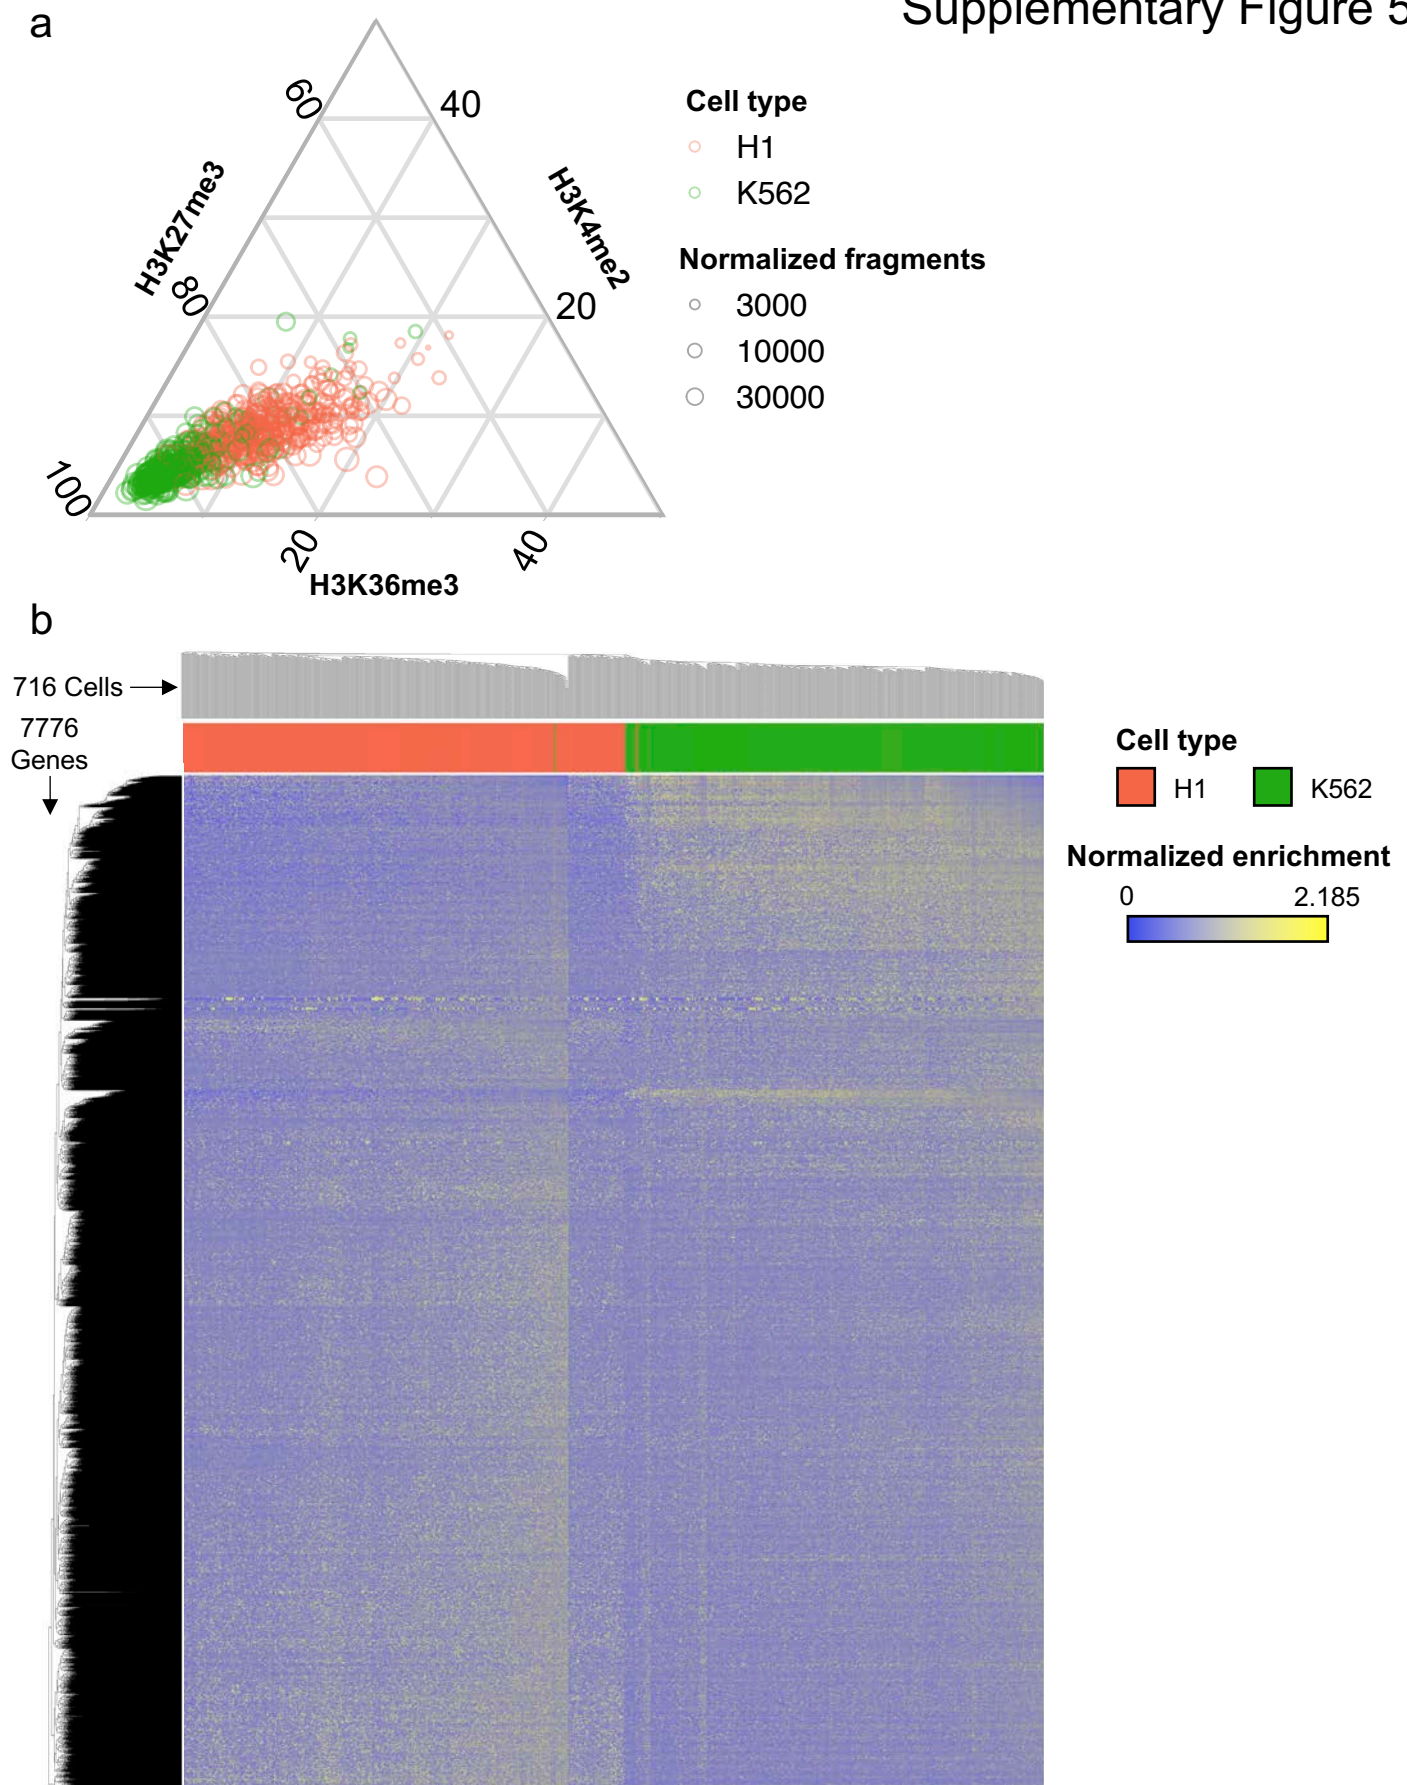 Supplementary Figure 5
a
60
40
H3K27me3
H3K4me2
80
20
100
20
40
H3K36me3
Cell type
H1
K562
Normalized fragments
3000
10000
30000
b
716 Cells
7776
Genes
Cell type
H1 K562
Normalized enrichment
0 2.185